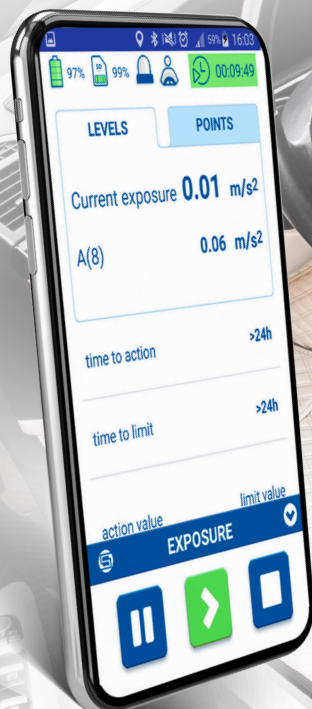 59% 16:03
97% SD 99% 00:09:49
LEVELS POINTS
Current exposure 0.01 m/s2
A(8) 0.06 m/s2
time to action >24h
time to limit >24h
action value limit value
EXPOSURE